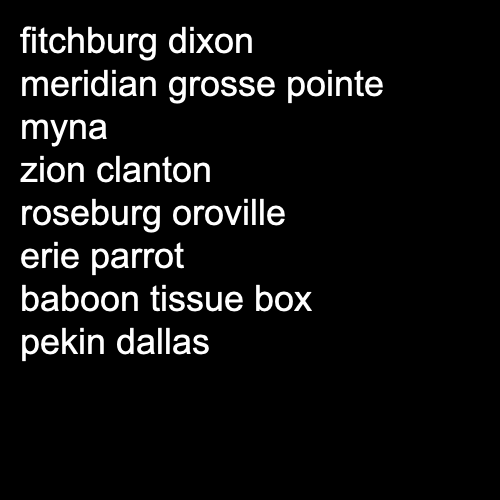 fitchburg dixon
meridian grosse pointe
myna
zion clanton
roseburg oroville
erie parrot
baboon tissue box
pekin dallas